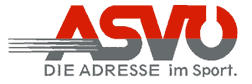 ASVÖ
DIE ADRESSE im Sport.